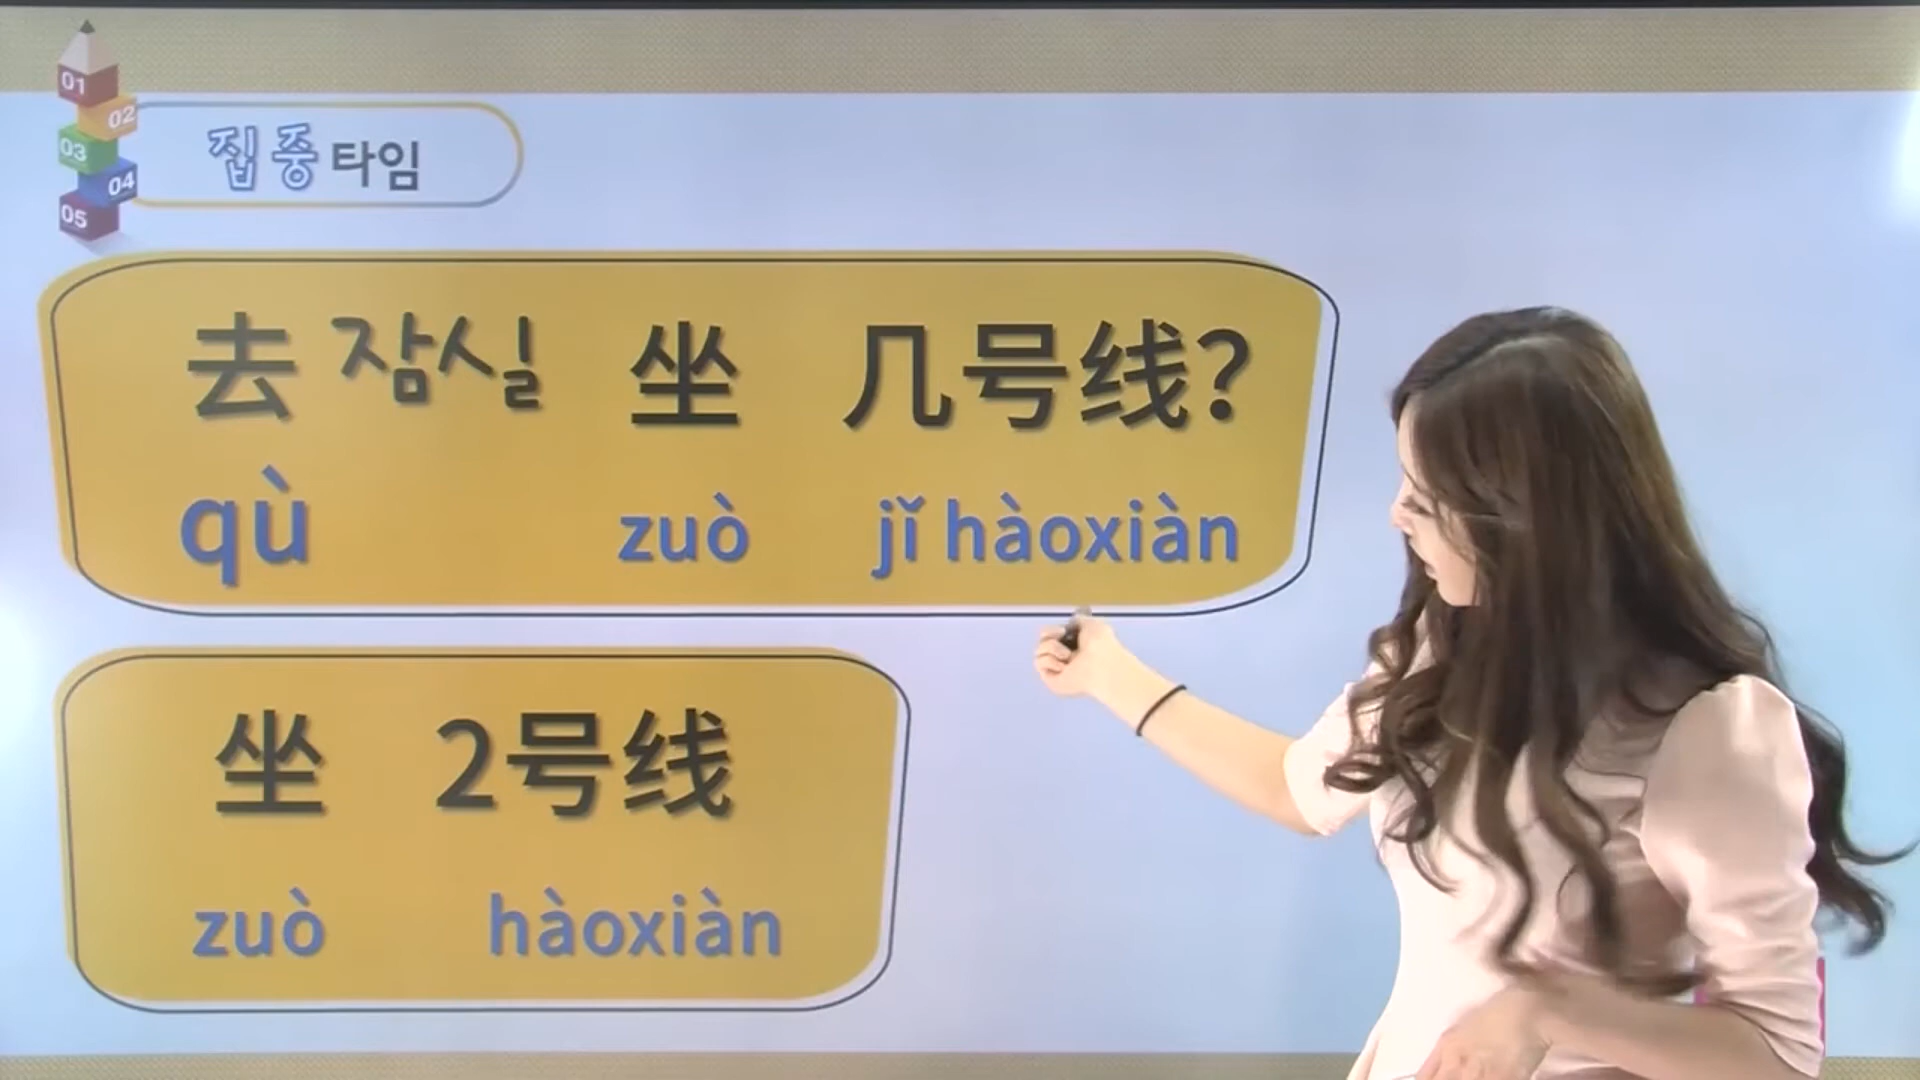 01
02
03
04
05
집중 타임
去 잠실 坐 几号线?
qù zuò jǐ hàoxiàn
坐 2号线
zuò hàoxiàn